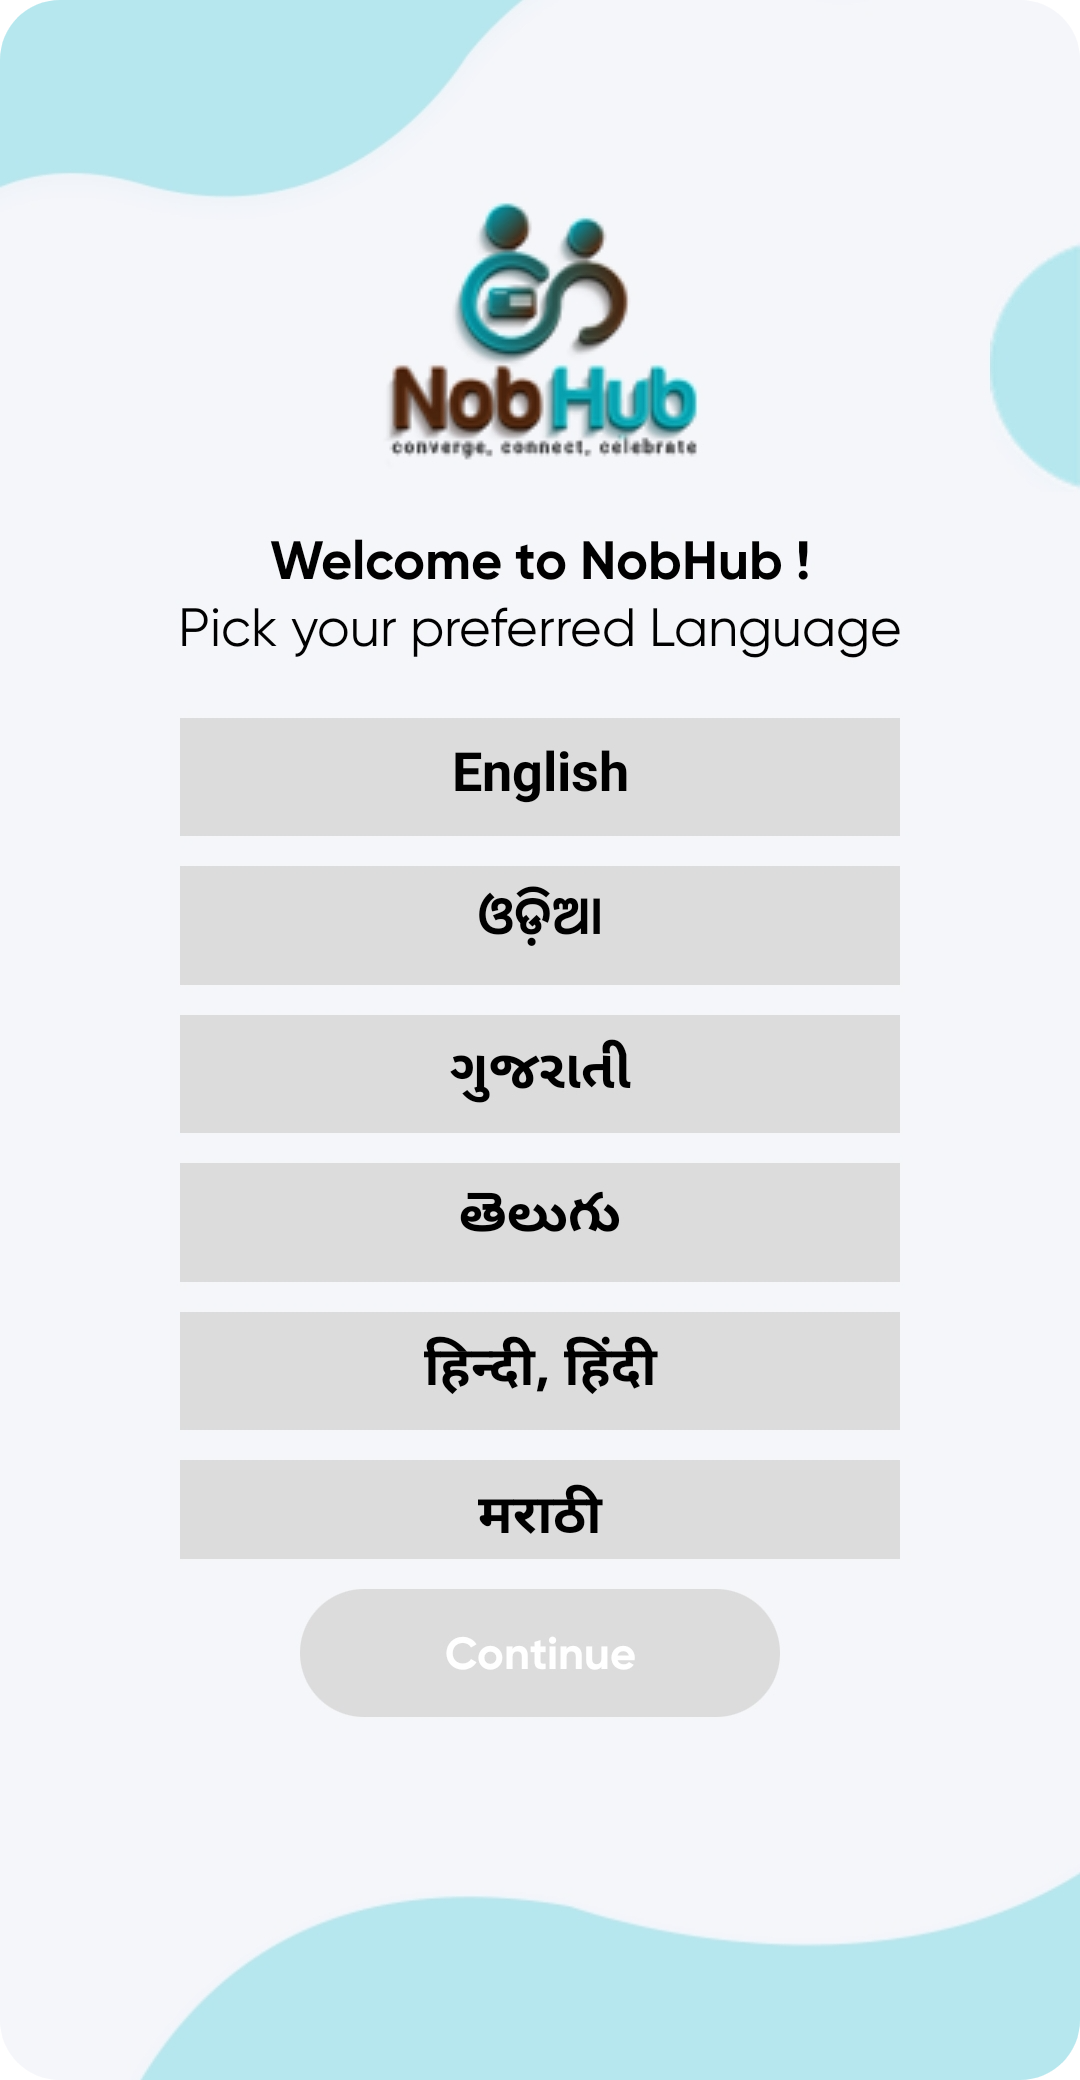 NobHub
converge, connect, celebrate
Welcome to NobHub !
Pick your preferred Language
English
ଓଡ଼ିଆ
ગુજરાતી
తెలుగు
हिन्दी, हिंदी
मराठी
Continue